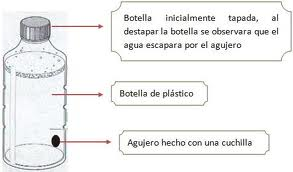 Botella inicialmente tapada, al
destapar la botella se observara que el
agua escapara por el agujero
Botella de plástico
Agujero hecho con una cuchilla